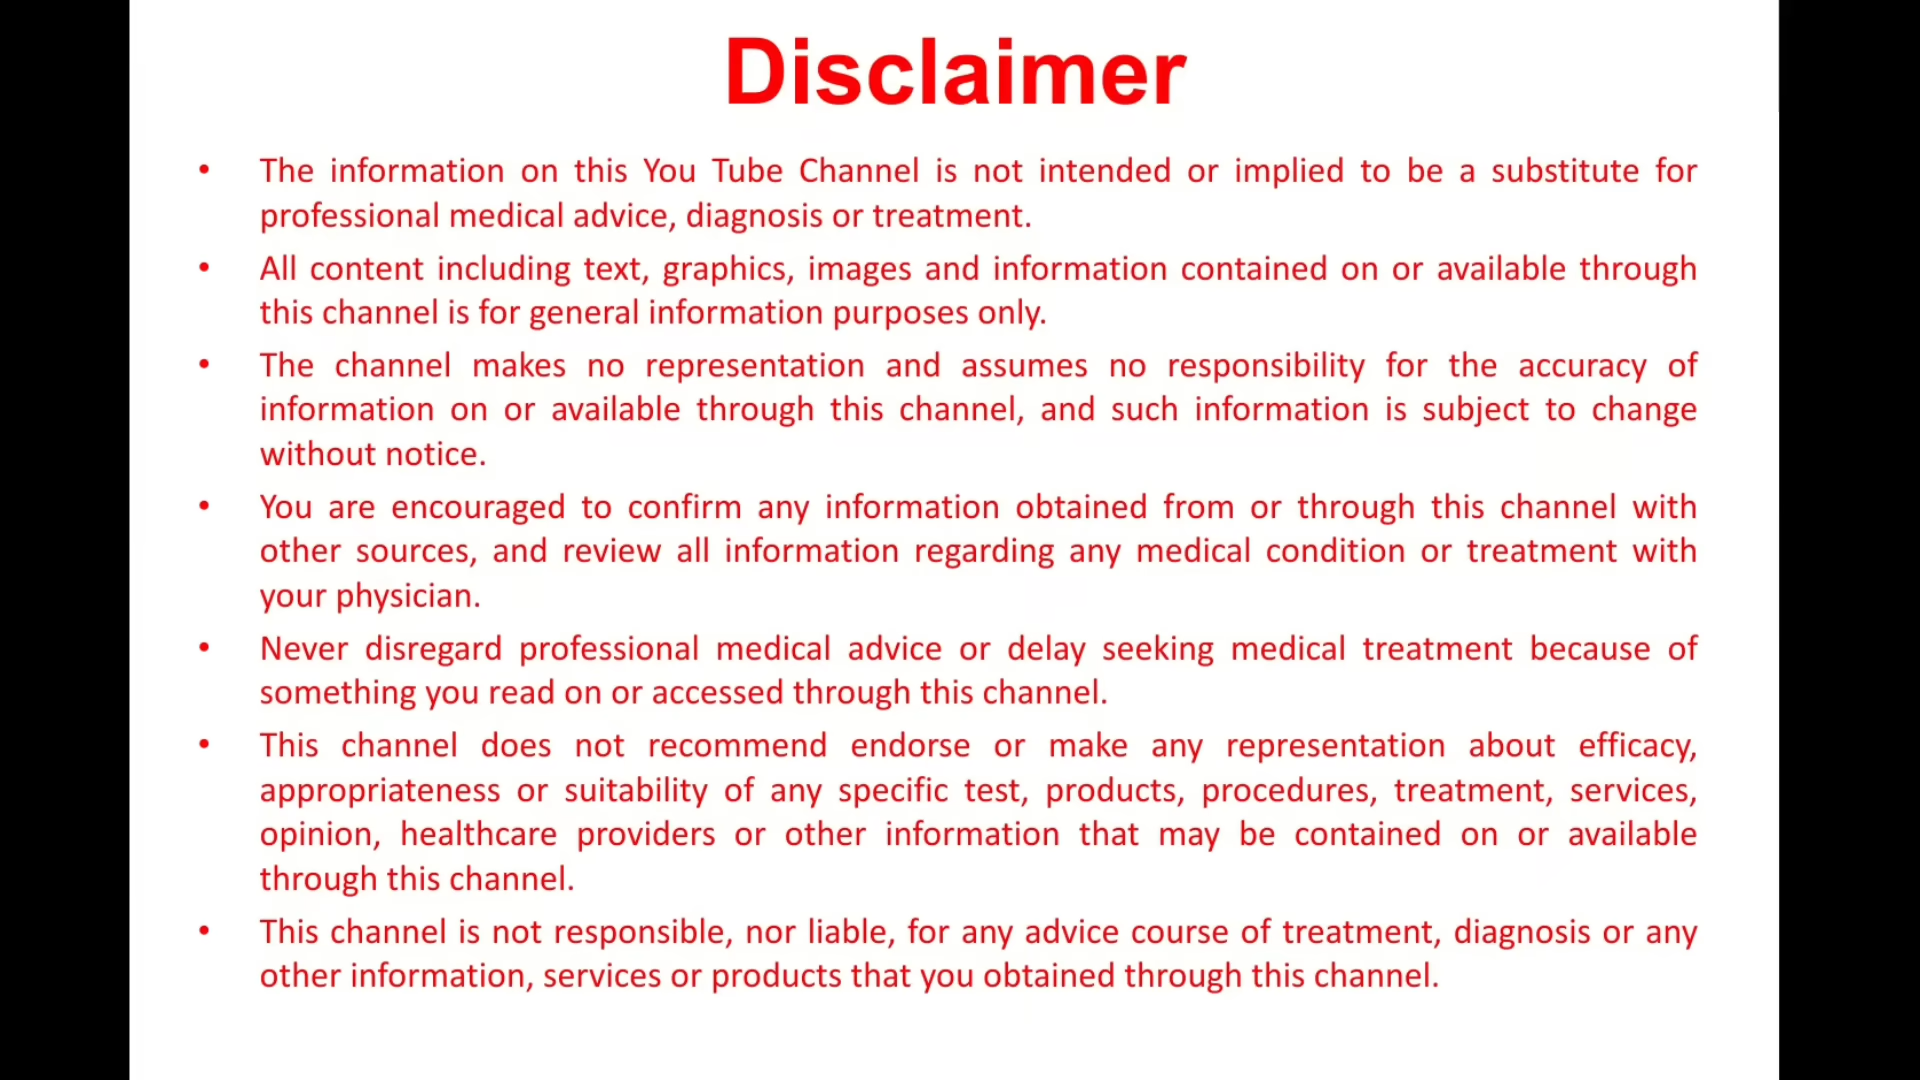 Disclaimer
• The information on this You Tube Channel is not intended or implied to be a substitute for
professional medical advice, diagnosis or treatment.
• All content including text, graphics, images and information contained on or available through
this channel is for general information purposes only.
• The channel makes no representation and assumes no responsibility for the accuracy of
information on or available through this channel, and such information is subject to change
without notice.
• You are encouraged to confirm any information obtained from or through this channel with
other sources, and review all information regarding any medical condition or treatment with
your physician.
• Never disregard professional medical advice or delay seeking medical treatment because of
something you read on or accessed through this channel.
• This channel does not recommend endorse or make any representation about efficacy,
appropriateness or suitability of any specific test, products, procedures, treatment, services,
opinion, healthcare providers or other information that may be contained on or available
through this channel.
• This channel is not responsible, nor liable, for any advice course of treatment, diagnosis or any
other information, services or products that you obtained through this channel.